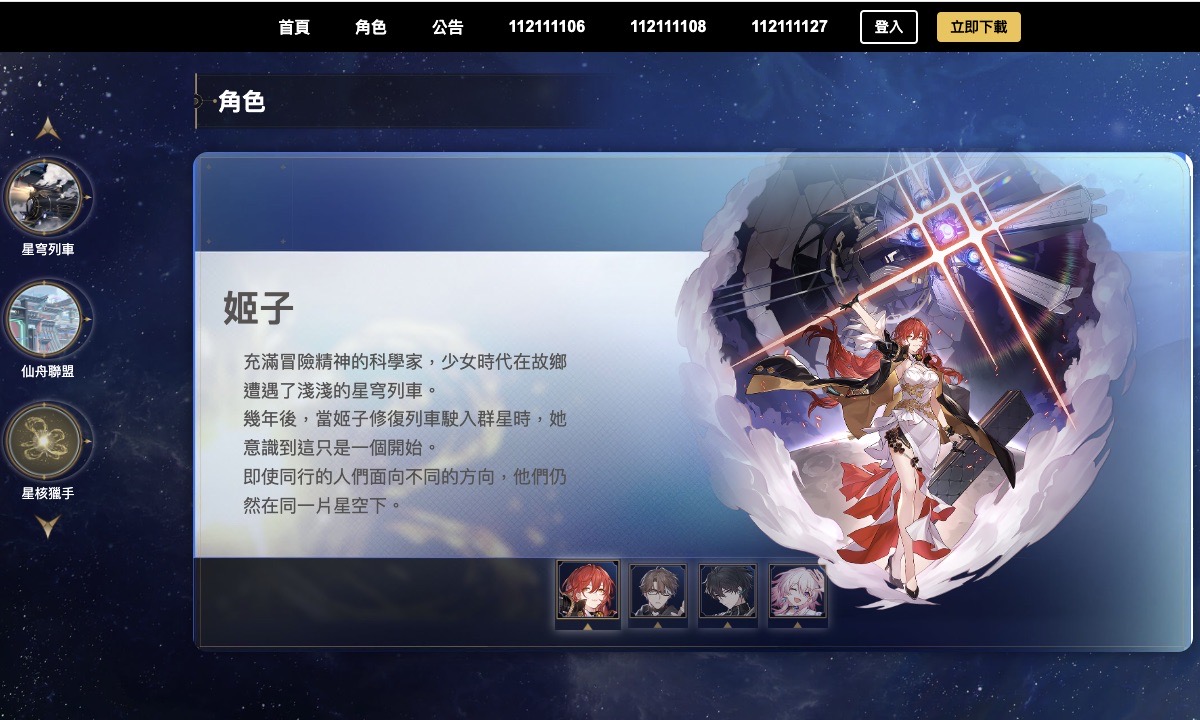 首頁 角色 公告 112111106 112111108 112111127 登入 立即下載
角色
星穹列車
仙舟聯盟
星核獵手
姬子
充滿冒險精神的科學家，少女時代在故鄉
遭遇了淺淺的星穹列車。
幾年後，當姬子修復列車駛入群星時，她
意識到這只是一個開始。
即使同行的人們面向不同的方向，他們仍
然在同一片星空下。